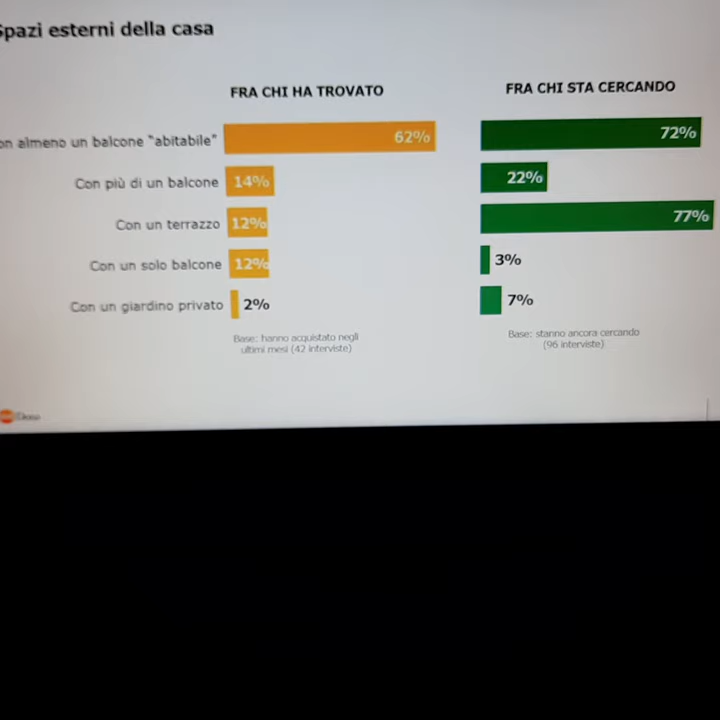 Spazi esterni della casa
FRA CHI HA TROVATO
FRA CHI STA CERCANDO
on almeno un balcone "abitabile"
62%
72%
Con più di un balcone
14%
22%
Con un terrazzo
12%
77%
Con un solo balcone
12%
3%
Con un giardino privato
2%
7%
Base: hanno acquistato negli
ultimi mesi (42 interviste)
Base: stanno ancora cercando
(96 interviste)